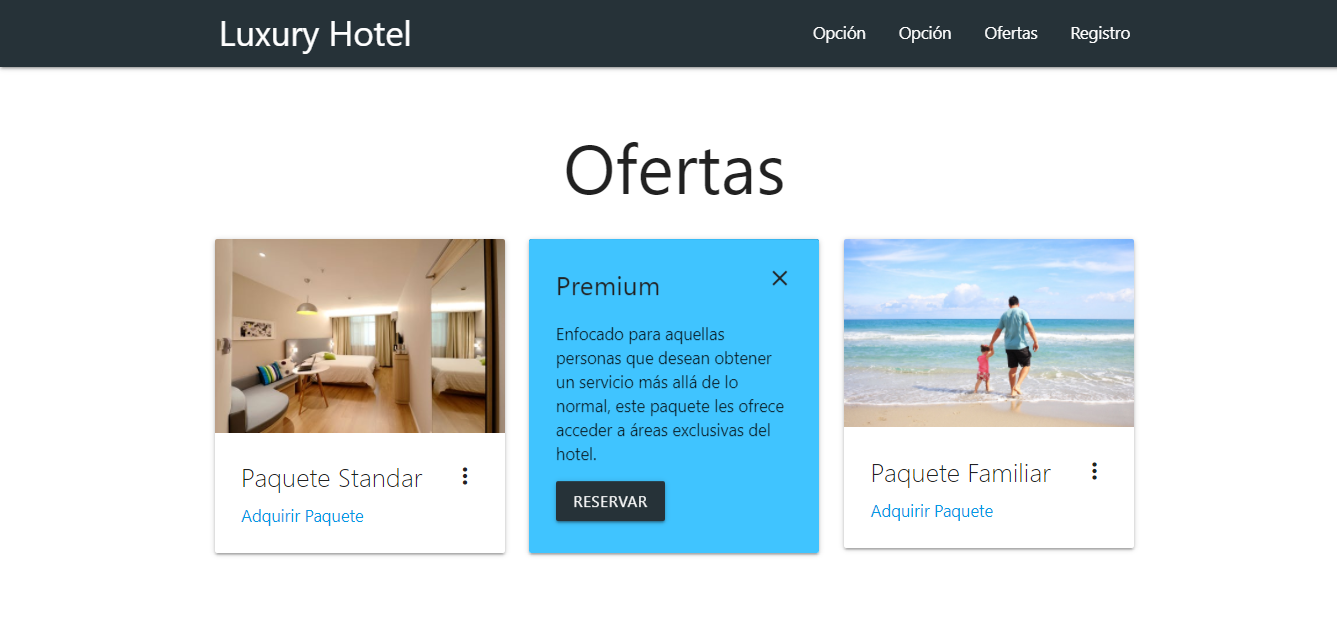 Luxury Hotel
Opción Opción Ofertas Registro
Ofertas
Paquete Standar
Adquirir Paquete
Premium
Enfocado para aquellas
personas que desean obtener
un servicio más allá de lo
normal, este paquete les ofrece
acceder a áreas exclusivas del
hotel.
RESERVAR
Paquete Familiar
Adquirir Paquete